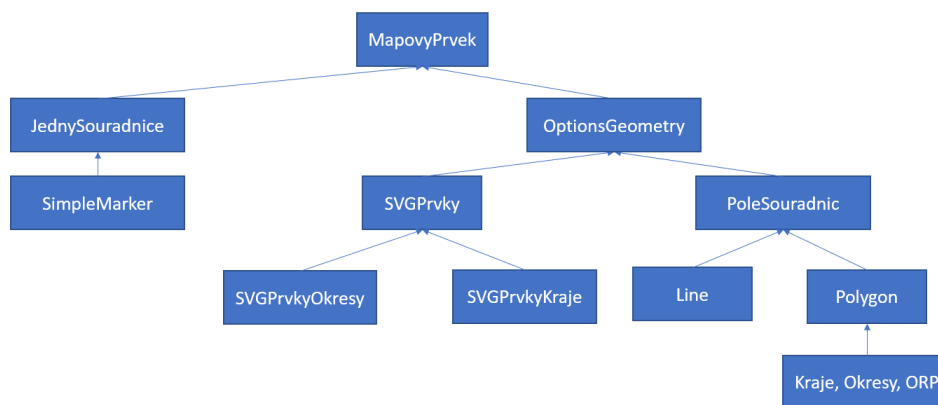 MapovyPrvek
JednySouradnice
OptionsGeometry
SimpleMarker
SVGPrvky
PoleSouradnic
SVGPrvkyOkresy
SVGPrvkyKraje
Line
Polygon
Kraje, Okresy, ORP